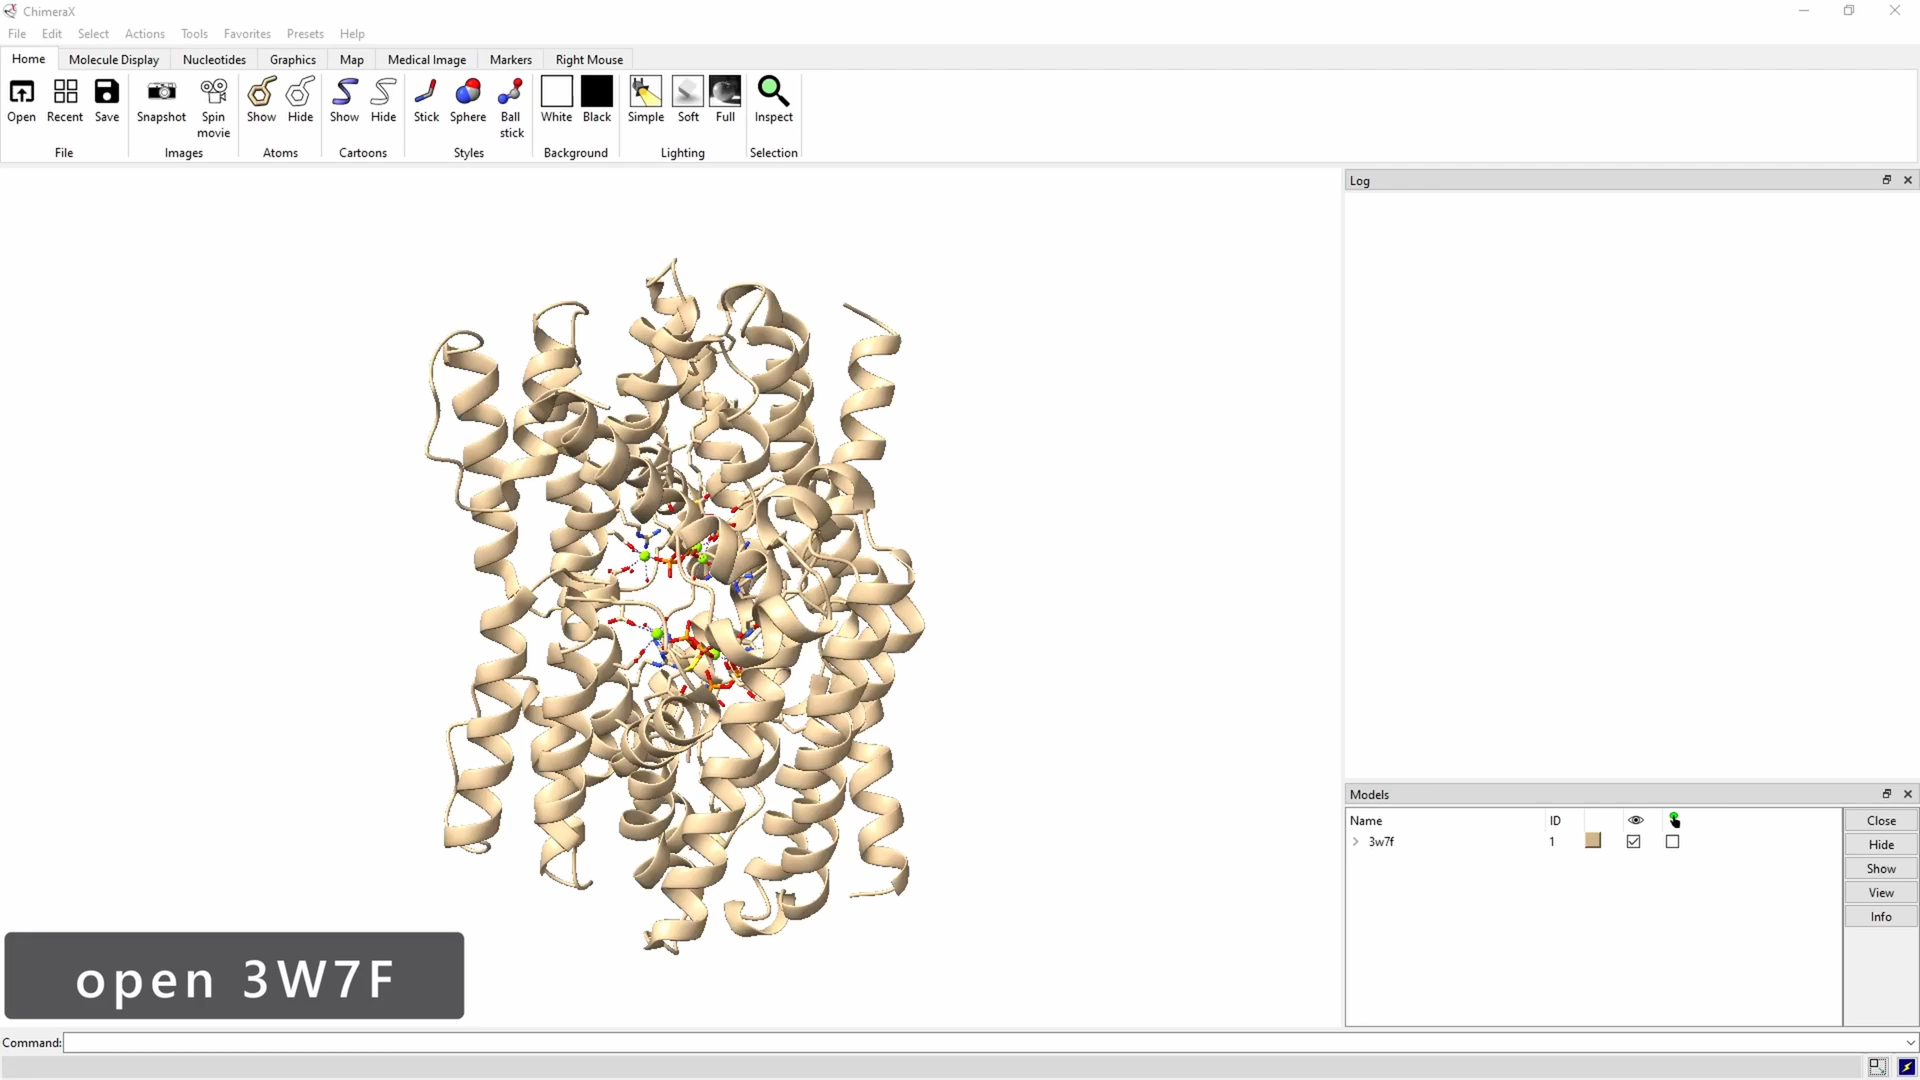 ChimeraX
File Edit Select Actions Tools Favorites Presets Help
Home Molecule Display Nucleotides Graphics Map Medical Image Markers Right Mouse
Open Recent Save Snapshot Spin movie Show Hide Show Hide Stick Sphere Ball stick White Black Simple Soft Full Inspect
File Images Atoms Cartoons Styles Background Lighting Selection
Log
Models
Name ID
3w7f 1
Close
Hide
Show
View
Info
open 3W7F
Command: